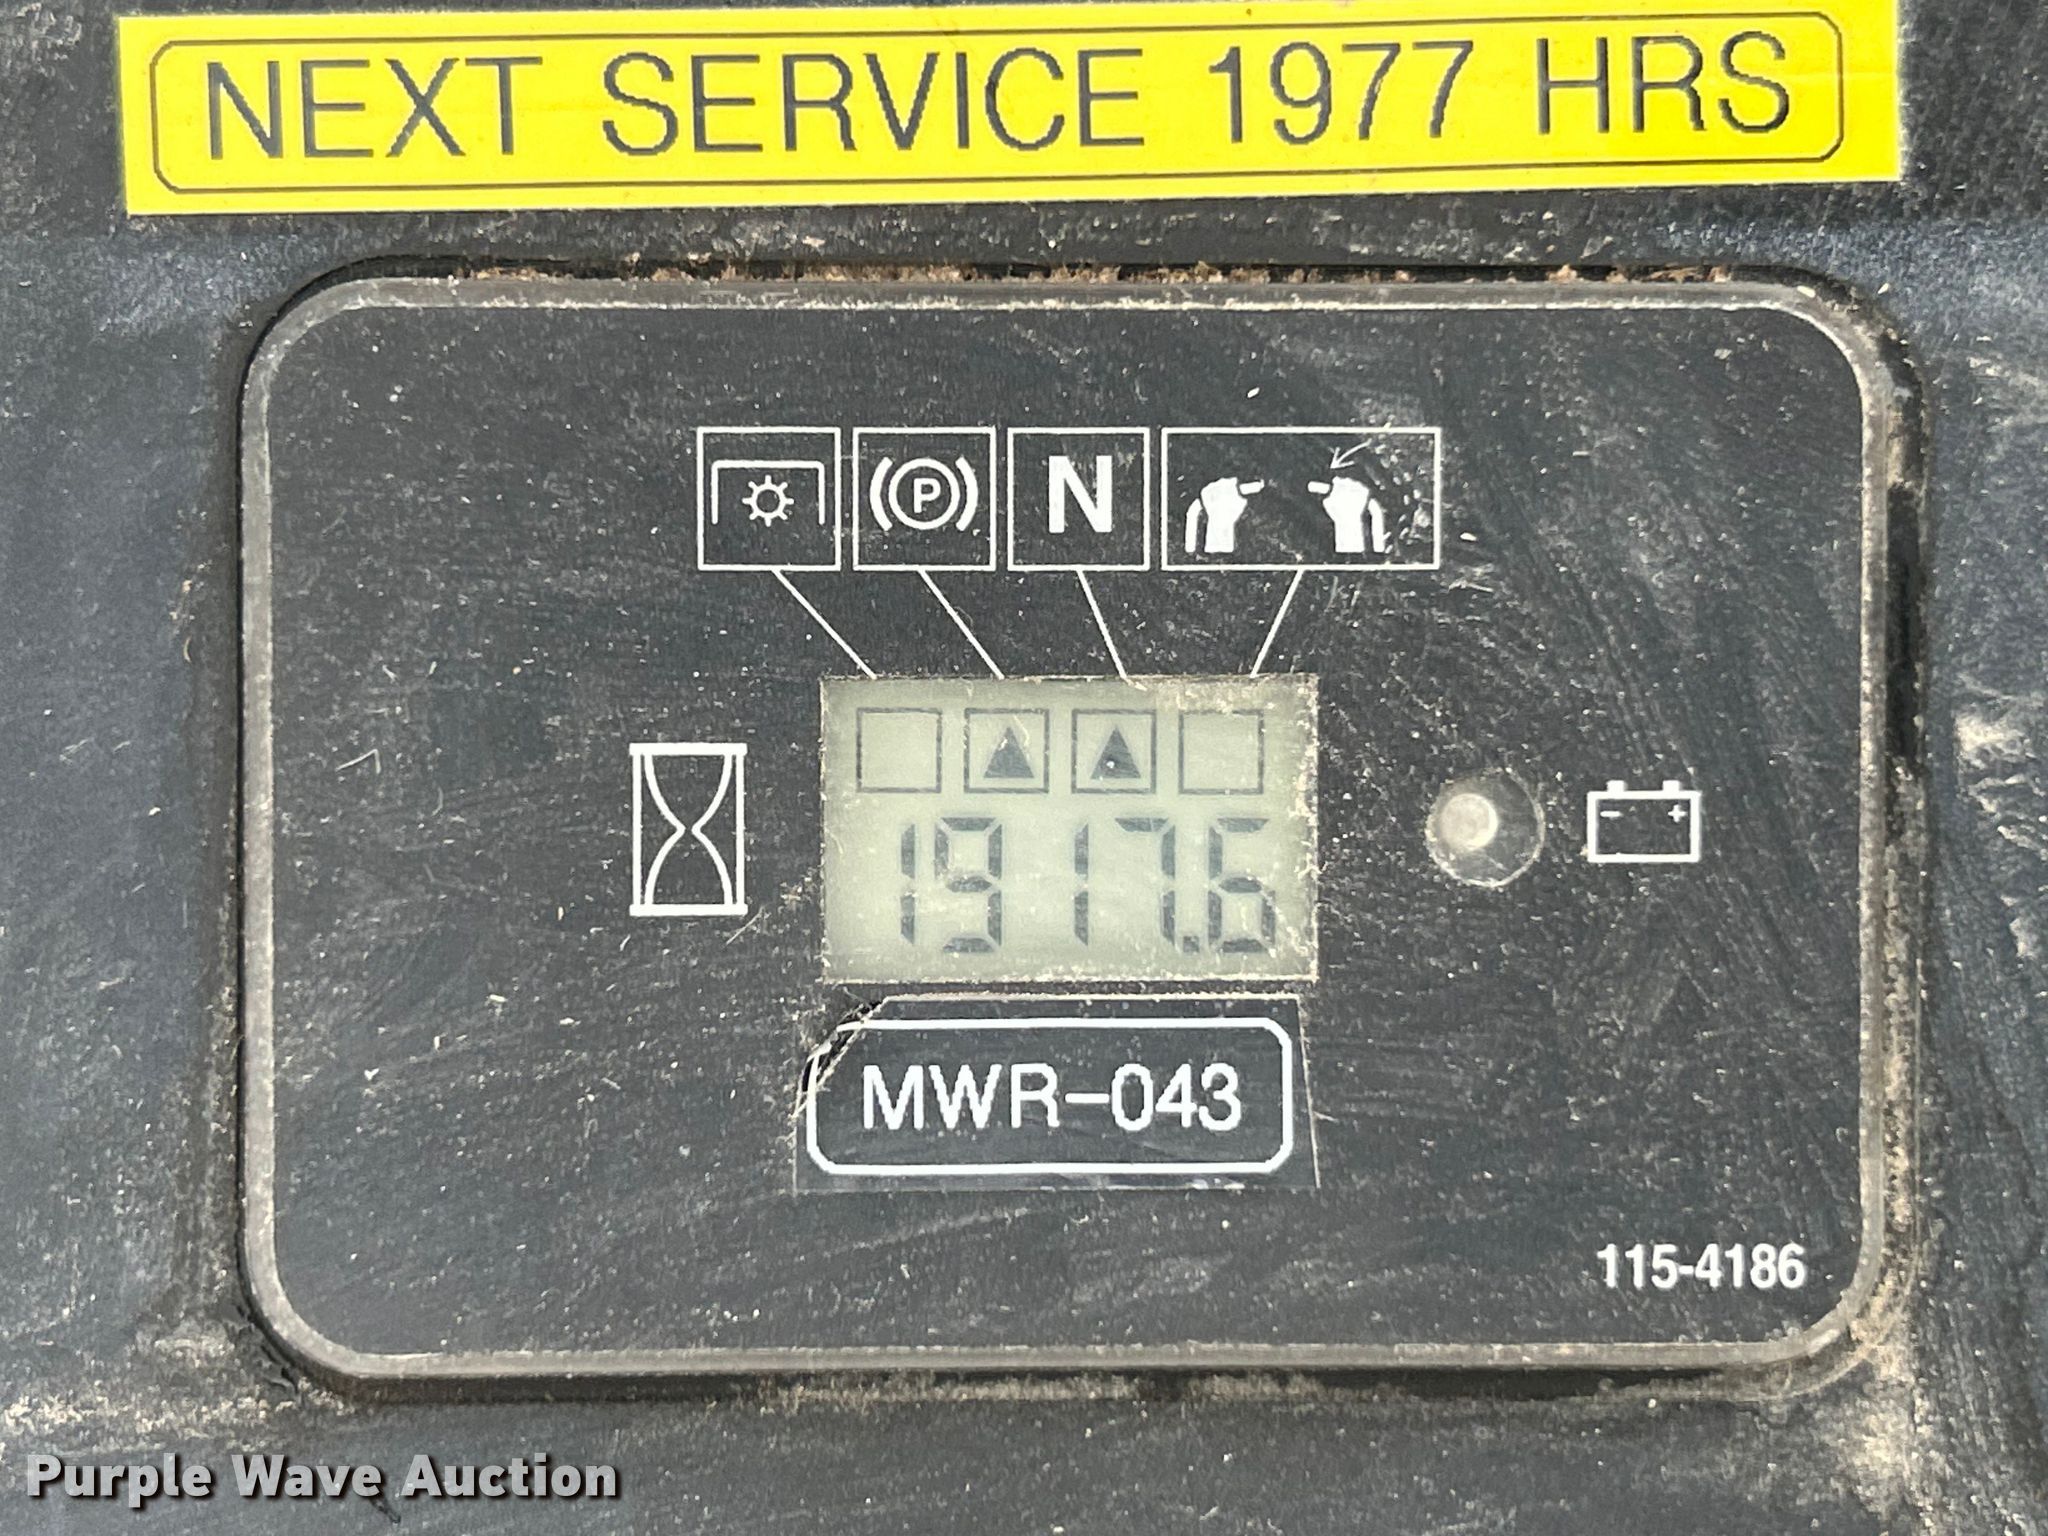 NEXT SERVICE 1977 HRS
P
N
1917.6
- +
MWR-043
115-4186
Purple Wave Auction